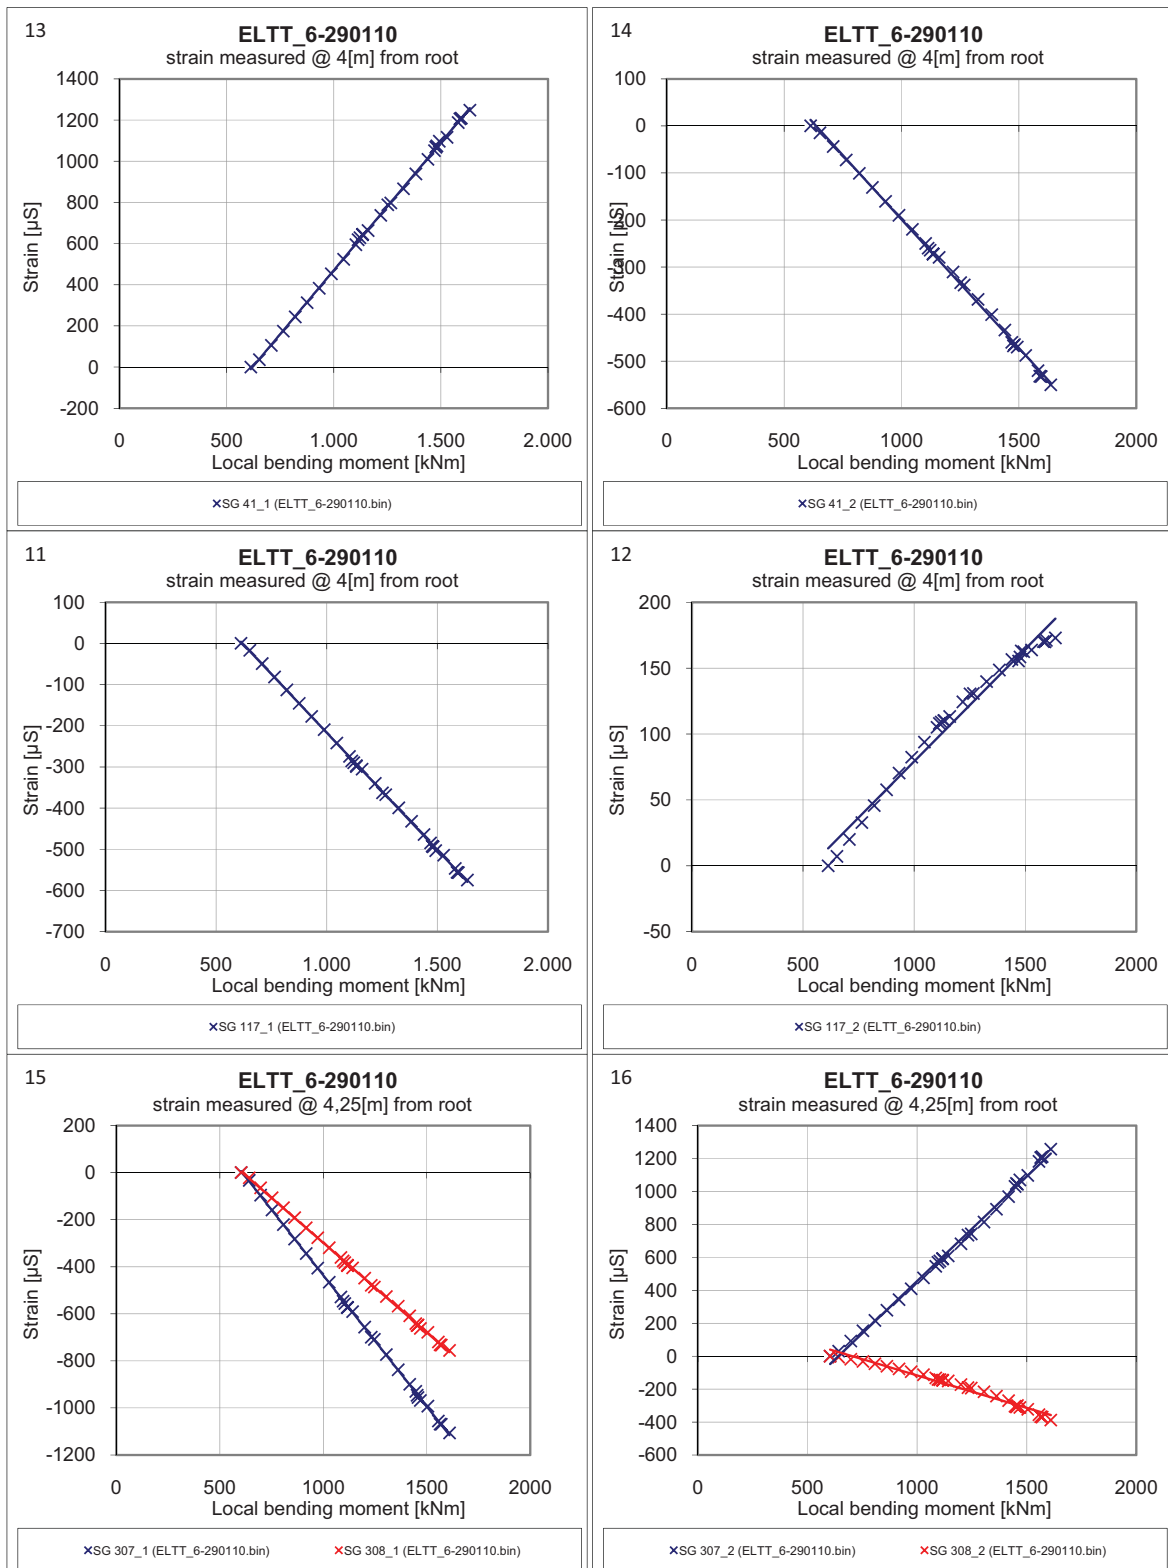 13
ELTT_6-290110
strain measured @ 4[m] from root
Strain [µS]
1400
1200
1000
800
600
400
200
0
-200
0 500 1.000 1.500 2.000
Local bending moment [kNm]
×SG 41_1 (ELTT_6-290110.bin)
14
ELTT_6-290110
strain measured @ 4[m] from root
Strain [µS]
100
0
-100
-200
-300
-400
-500
-600
0 500 1000 1500 2000
Local bending moment [kNm]
×SG 41_2 (ELTT_6-290110.bin)
11
ELTT_6-290110
strain measured @ 4[m] from root
Strain [µS]
100
0
-100
-200
-300
-400
-500
-600
-700
0 500 1.000 1.500 2.000
Local bending moment [kNm]
×SG 117_1 (ELTT_6-290110.bin)
12
ELTT_6-290110
strain measured @ 4[m] from root
Strain [µS]
200
150
100
50
0
-50
0 500 1000 1500 2000
Local bending moment [kNm]
×SG 117_2 (ELTT_6-290110.bin)
15
ELTT_6-290110
strain measured @ 4,25[m] from root
Strain [µS]
200
0
-200
-400
-600
-800
-1000
-1200
0 500 1000 1500 2000
Local bending moment [kNm]
×SG 307_1 (ELTT_6-290110.bin) ×SG 308_1 (ELTT_6-290110.bin)
16
ELTT_6-290110
strain measured @ 4,25[m] from root
Strain [µS]
1400
1200
1000
800
600
400
200
0
-200
-400
-600
0 500 1000 1500 2000
Local bending moment [kNm]
×SG 307_2 (ELTT_6-290110.bin) ×SG 308_2 (ELTT_6-290110.bin)